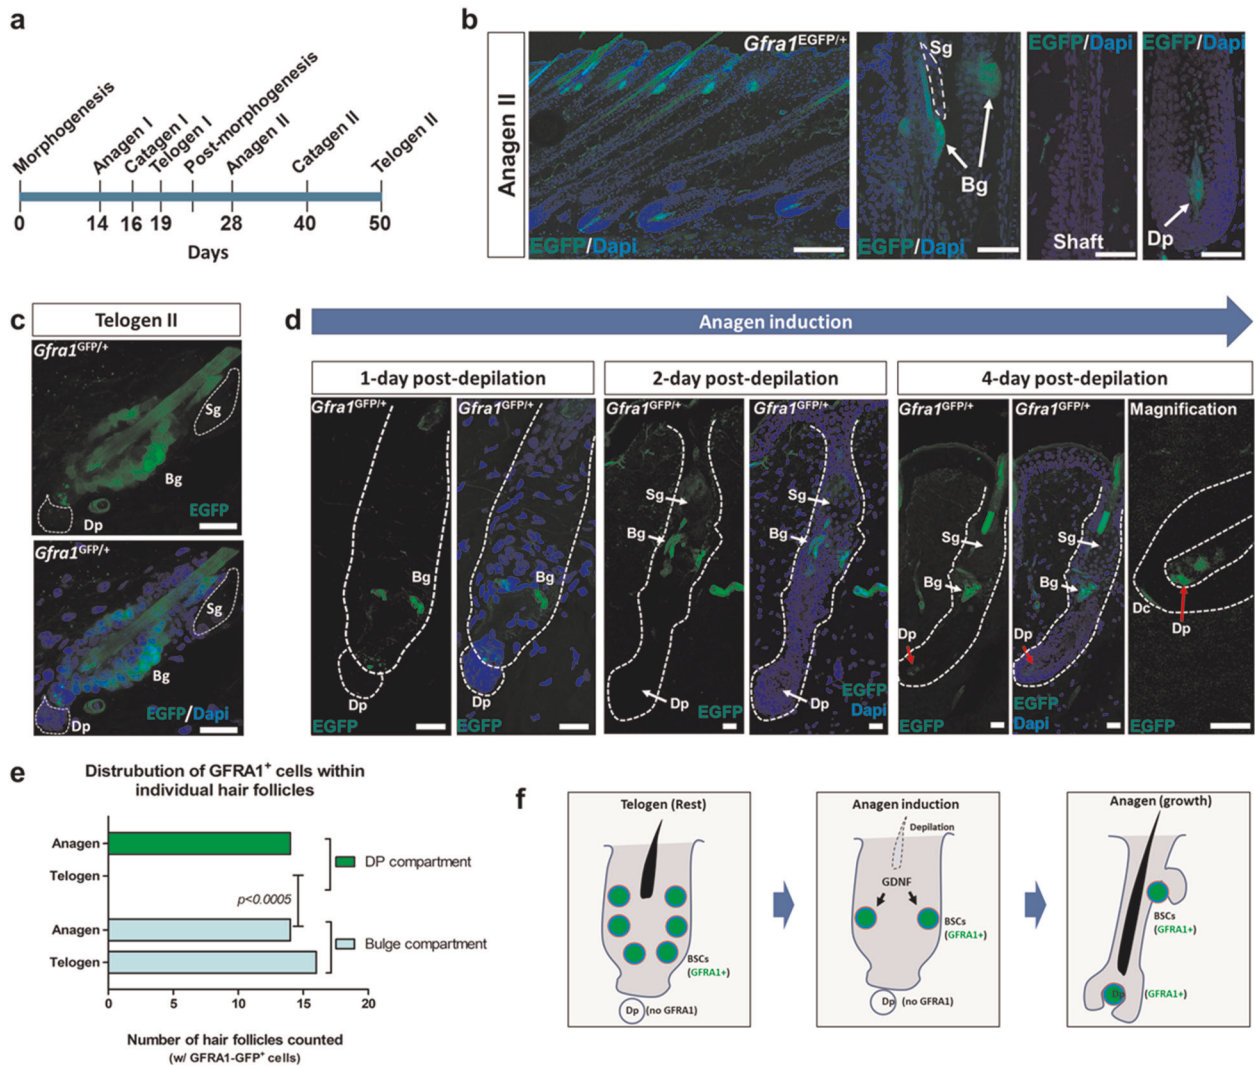 a
Morphogenesis
Anagen I
Catagen I
Telogen I
Post-morphogenesis
Anagen II
Catagen II
Telogen II
0
14
16
19
28
40
50
Days
b
Anagen II
Gfra1EGFP/+
EGFP/Dapi
Sg
Bg
EGFP/Dapi
EGFP/Dapi
Shaft
EGFP/Dapi
Dp
c
Telogen II
Gfra1GFP/+
Sg
Bg
Dp
EGFP
Gfra1GFP/+
Sg
Bg
EGFP/Dapi
Dp
d
Anagen induction
1-day post-depilation
Gfra1GFP/+
Bg
Dp
EGFP
Gfra1GFP/+
Bg
Dp
EGFP
2-day post-depilation
Gfra1GFP/+
Sg
Bg
Dp
EGFP
Gfra1GFP/+
Sg
Bg
Dp
EGFP
Dapi
4-day post-depilation
Gfra1GFP/+
Sg
Bg
Dp
EGFP
Gfra1GFP/+
Sg
Bg
Dp
EGFP
Dapi
Magnification
Dc
Dp
EGFP
e
Distrubution of GFRA1+ cells within
individual hair follicles
Anagen
Telogen
Anagen
Telogen
p<0.0005
DP compartment
Bulge compartment
0
5
10
15
20
Number of hair follicles counted
(w/ GFRA1-GFP+ cells)
f
Telogen (Rest)
BSCs
(GFRA1+)
Dp (no GFRA1)
Anagen induction
Depilation
GDNF
BSCs
(GFRA1+)
Dp (no GFRA1)
Anagen (growth)
BSCs
(GFRA1+)
Dp (GFRA1+)